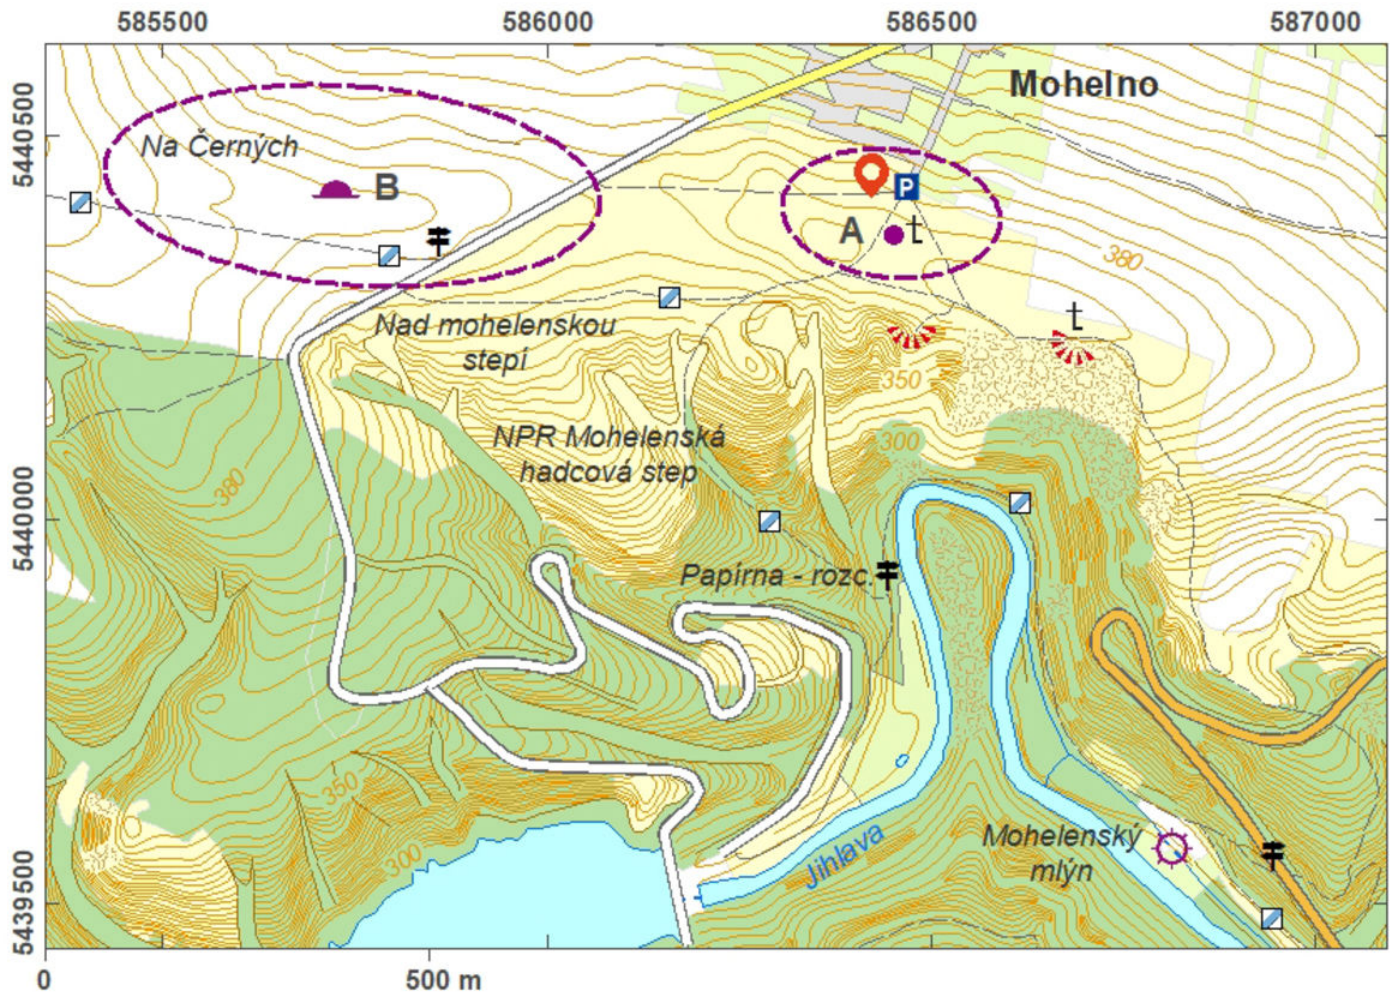 585500 586000 586500 587000
Mohelno
5440500
Na Černých
B
P
A
380
Nad mohelenskou
stepí
350
NPR Mohelenská
hadcová step
300
380
5440000
Papírna - rozc.
350
300
Jihlava
Mohelenský
mlýn
5439500
0 500 m